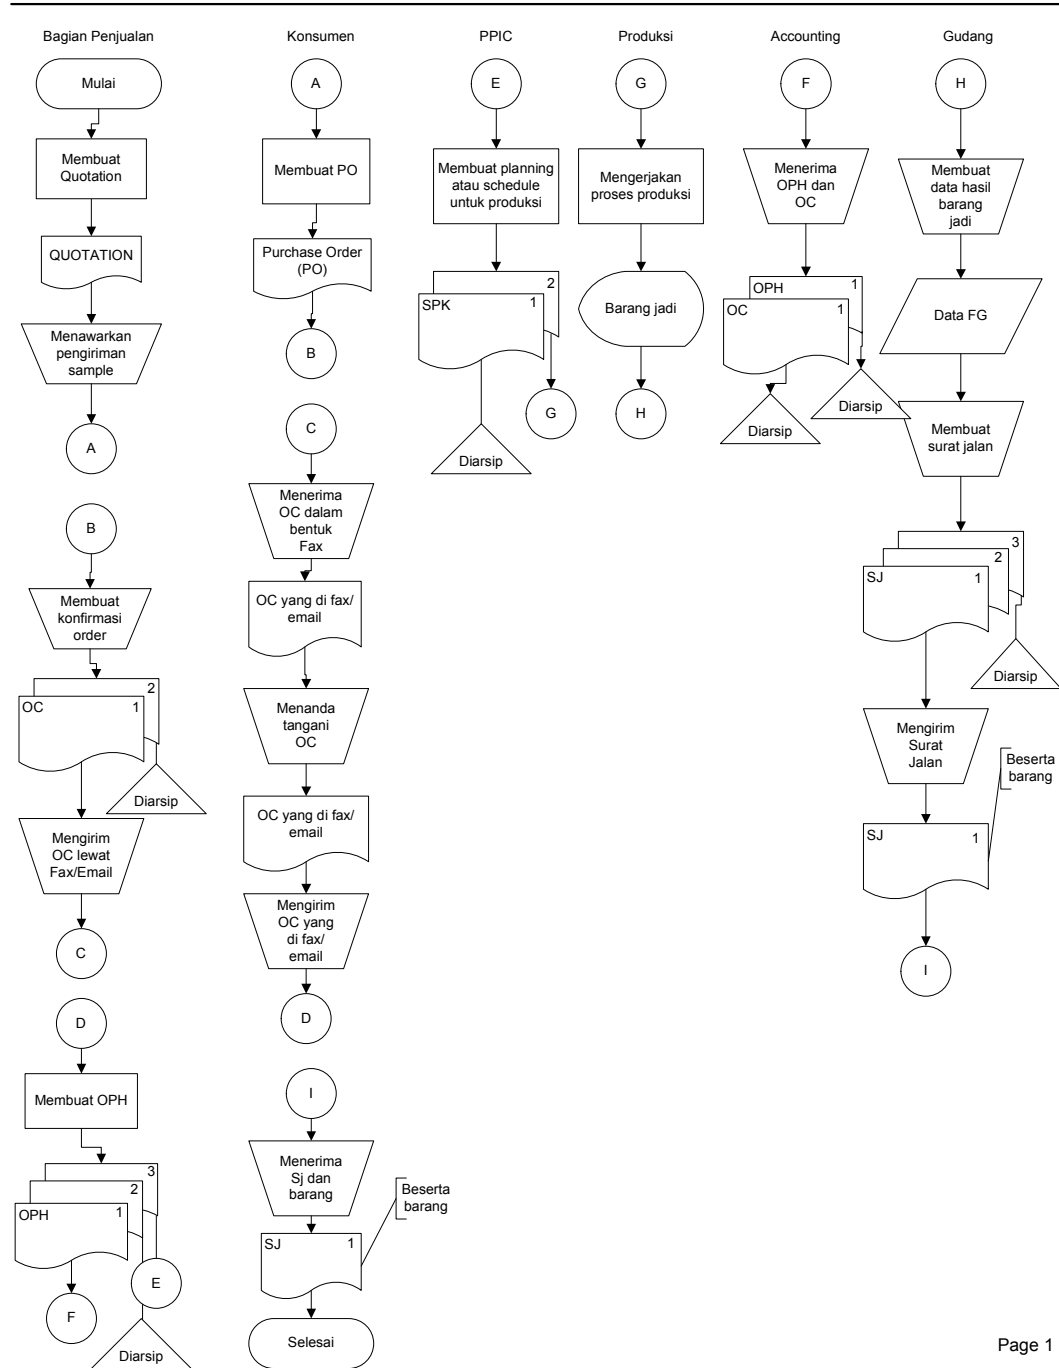 Bagian Penjualan
Mulai
Membuat
Quotation
QUOTATION
Menawarkan
pengiriman
sample
A
B
Membuat
konfirmasi
order
2
OC 1
Diarsip
Mengirim
OC lewat
Fax/Email
C
D
Membuat OPH
3
2
OPH 1
E
F
Diarsip
Konsumen
A
Membuat PO
Purchase Order
(PO)
B
C
Menerima
OC dalam
bentuk
Fax
OC yang di fax/
email
Menanda
tangani
OC
OC yang di fax/
email
Mengirim
OC yang
di fax/
email
D
I
Menerima
Sj dan
barang
Beserta
barang
SJ 1
Selesai
PPIC
E
Membuat planning
atau schedule
untuk produksi
2
SPK 1
G
Diarsip
Produksi
G
Mengerjakan
proses produksi
Barang jadi
H
Accounting
F
Menerima
OPH dan
OC
OPH 1
OC 1
Diarsip
Diarsip
Gudang
H
Membuat
data hasil
barang
jadi
Data FG
Membuat
surat jalan
3
2
SJ 1
Diarsip
Mengirim
Surat
Jalan
Beserta
barang
SJ 1
I
Page 1